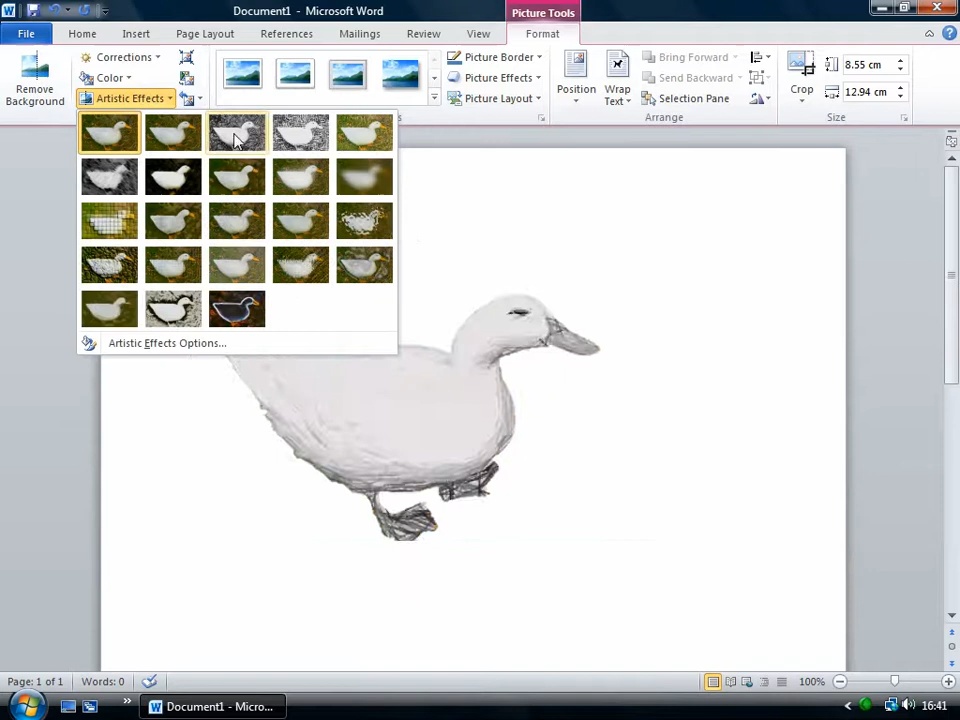 Document1 - Microsoft Word
Picture Tools
File Home Insert Page Layout References Mailings Review View Format
Remove Background
Corrections
Color
Artistic Effects
Picture Border
Picture Effects
Picture Layout
Position
Wrap Text
Bring Forward
Send Backward
Selection Pane
Crop
8.55 cm
12.94 cm
Arrange
Artistic Effects Options...
Page: 1 of 1 Words: 0 100%
Document1 - Micro... 16:41